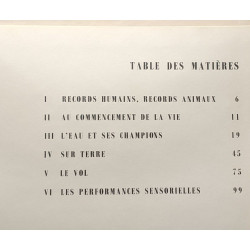 TABLE DES MATIÈRES
I RECORDS HUMAINS, RECORDS ANIMAUX 6
II AU COMMENCEMENT DE LA VIE 11
III L'EAU ET SES CHAMPIONS 19
IV SUR TERRE 45
V LE VOL 75
VI LES PERFORMANCES SENSORIELLES 99